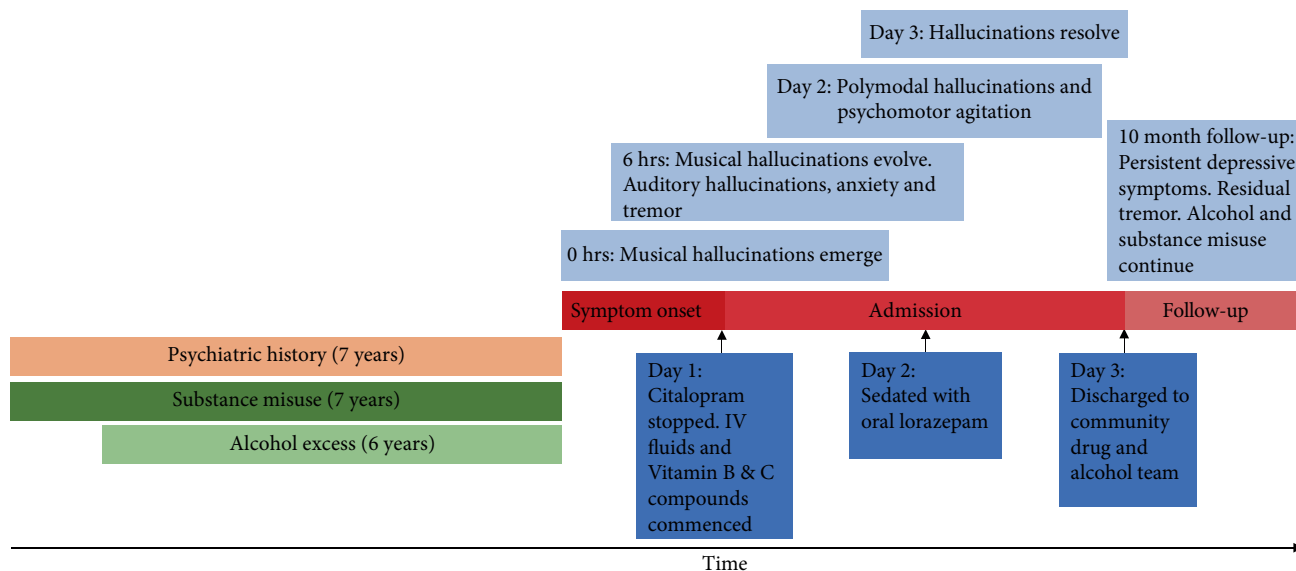 Day 3: Hallucinations resolve
Day 2: Polymodal hallucinations and
psychomotor agitation
10 month follow-up:
Persistent depressive
symptoms. Residual
tremor. Alcohol and
substance misuse
continue
6 hrs: Musical hallucinations evolve.
Auditory hallucinations, anxiety and
tremor
0 hrs: Musical hallucinations emerge
Symptom onset
Admission
Follow-up
Psychiatric history (7 years)
Substance misuse (7 years)
Alcohol excess (6 years)
Day 1:
Citalopram
stopped. IV
fluids and
Vitamin B & C
compounds
commenced
Day 2:
Sedated with
oral lorazepam
Day 3:
Discharged to
community
drug and
alcohol team
Time